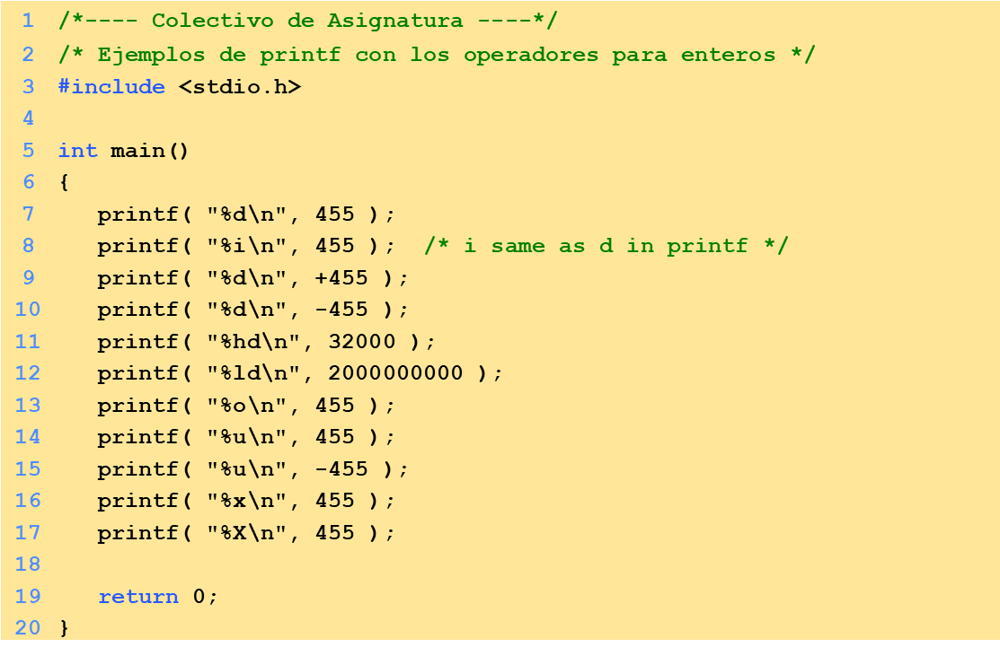 1 /*---- Colectivo de Asignatura ----*/
2 /* Ejemplos de printf con los operadores para enteros */
3 #include <stdio.h>
4
5 int main()
6 {
7    printf( "%d\n", 455 );
8    printf( "%i\n", 455 );  /* i same as d in printf */
9    printf( "%d\n", +455 );
10    printf( "%d\n", -455 );
11    printf( "%hd\n", 32000 );
12    printf( "%ld\n", 2000000000 );
13    printf( "%o\n", 455 );
14    printf( "%u\n", 455 );
15    printf( "%u\n", -455 );
16    printf( "%x\n", 455 );
17    printf( "%X\n", 455 );
18
19    return 0;
20 }